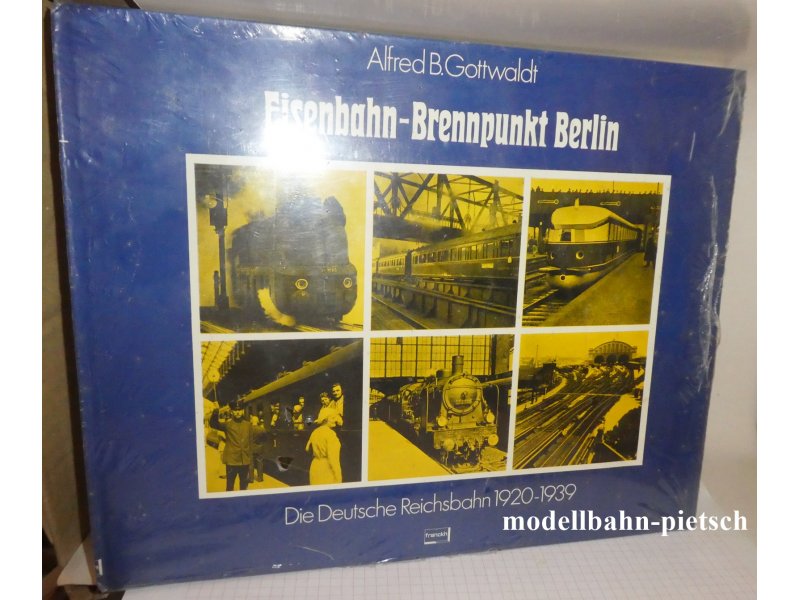 Alfred B. Gottwaldt
Eisenbahn-Brennpunkt Berlin
Die Deutsche Reichsbahn 1920-1939
franckh
modellbahn-pietsch